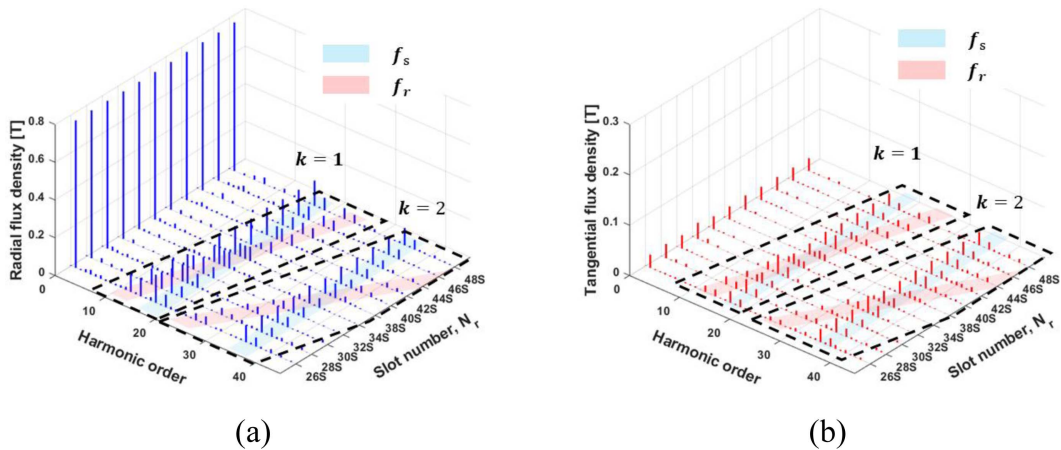 f_s
f_r
k = 1
k = 2
Radial flux density [T]
0.8
0.6
0.4
0.2
0
0
10
20
30
40
Harmonic order
26S
28S
30S
32S
34S
38S
40S
42S
44S
46S
48S
Slot number, N_r
(a)
f_s
f_r
k = 1
k = 2
Tangential flux density [T]
0.3
0.2
0.1
0
0
10
20
30
40
Harmonic order
26S
28S
30S
32S
34S
38S
40S
42S
44S
46S
48S
Slot number, N_r
(b)